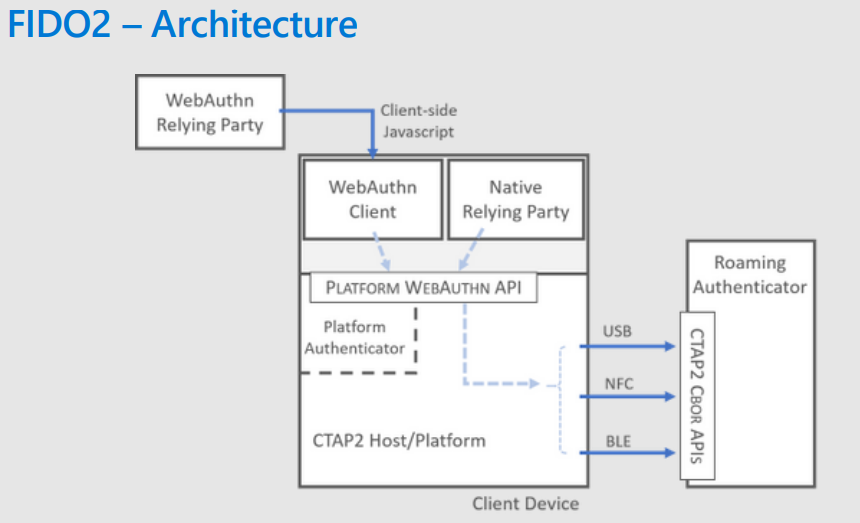 FIDO2 – Architecture
WebAuthn
Relying Party
Client-side
Javascript
WebAuthn
Client
Native
Relying Party
PLATFORM WEBAUTHN API
Platform
Authenticator
CTAP2 Host/Platform
Client Device
USB
NFC
BLE
Roaming
Authenticator
CTAP2 CBOR APIs